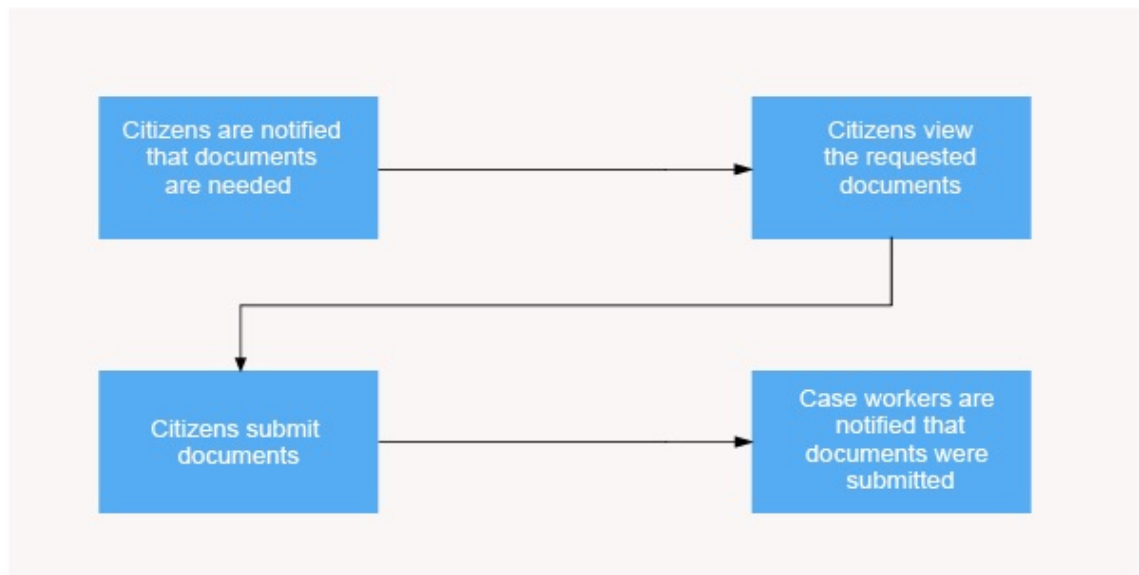 Citizens are notified
that documents
are needed
Citizens view
the requested
documents
Citizens submit
documents
Case workers are
notified that
documents were
submitted